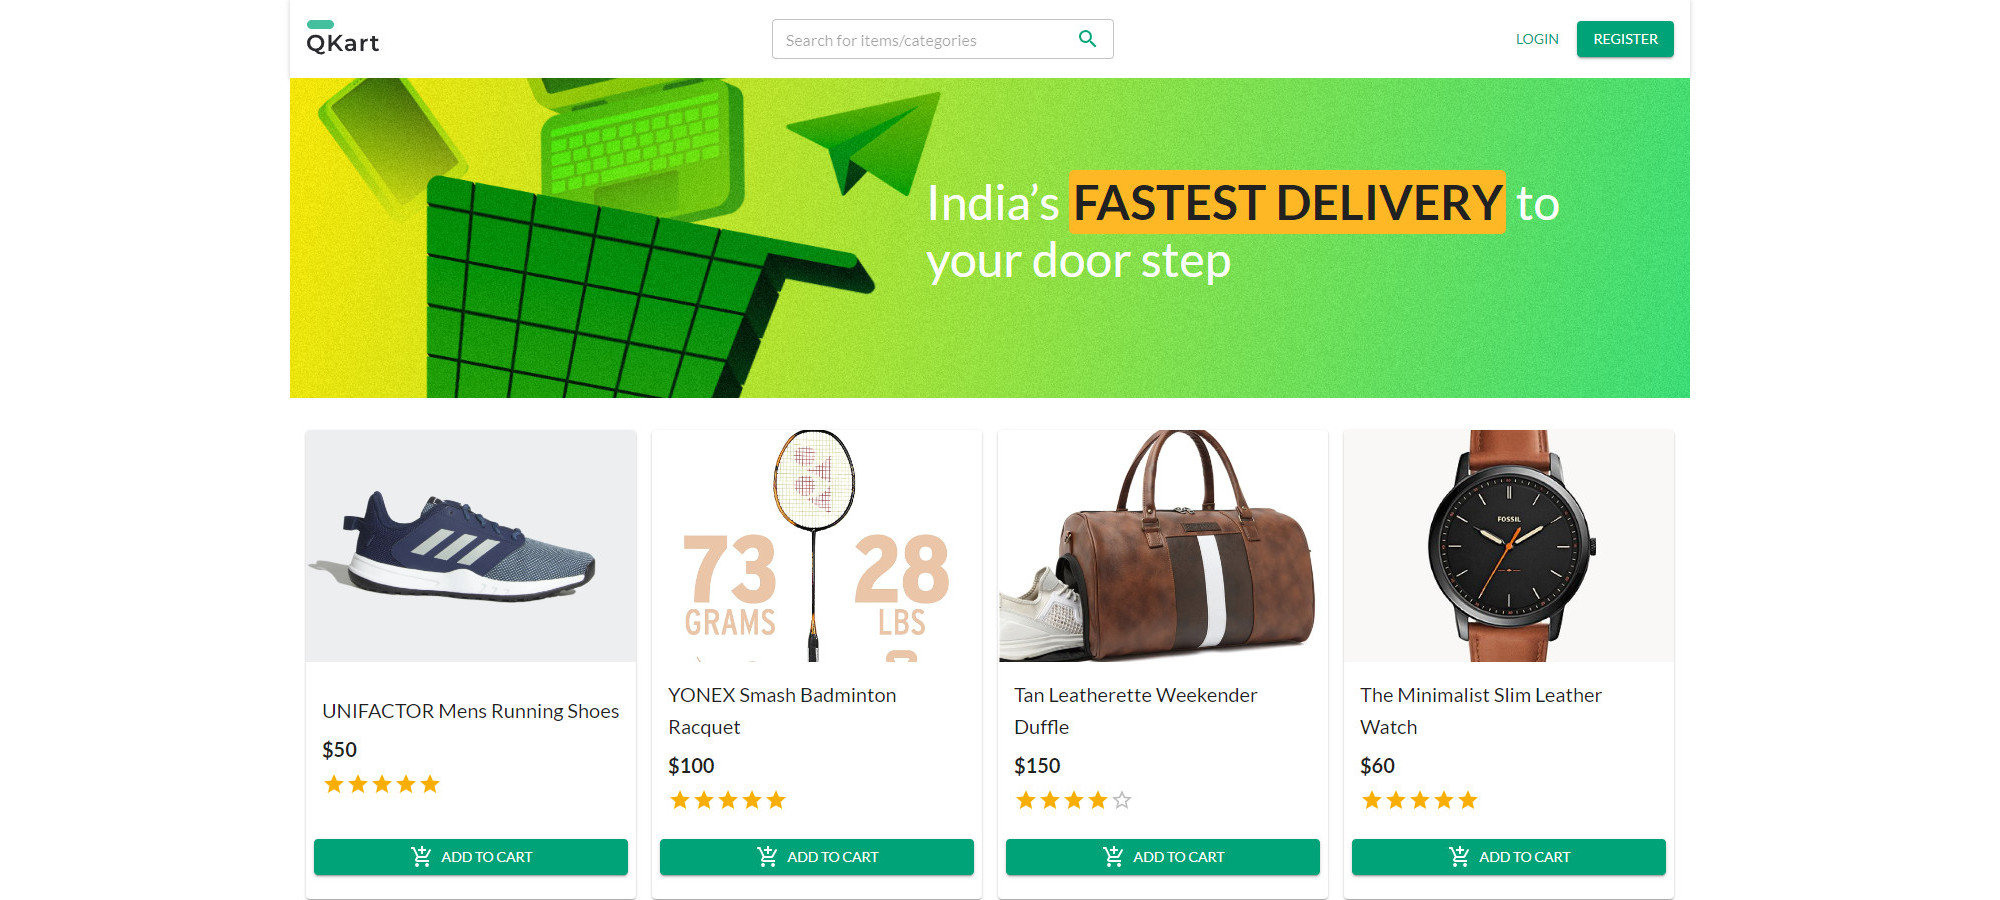 QKart
Search for items/categories
LOGIN
REGISTER
India’s FASTEST DELIVERY to
your door step
73
GRAMS
28
LBS
FOSSIL
UNIFACTOR Mens Running Shoes
$50
ADD TO CART
YONEX Smash Badminton
Racquet
$100
ADD TO CART
Tan Leatherette Weekender
Duffle
$150
ADD TO CART
The Minimalist Slim Leather
Watch
$60
ADD TO CART